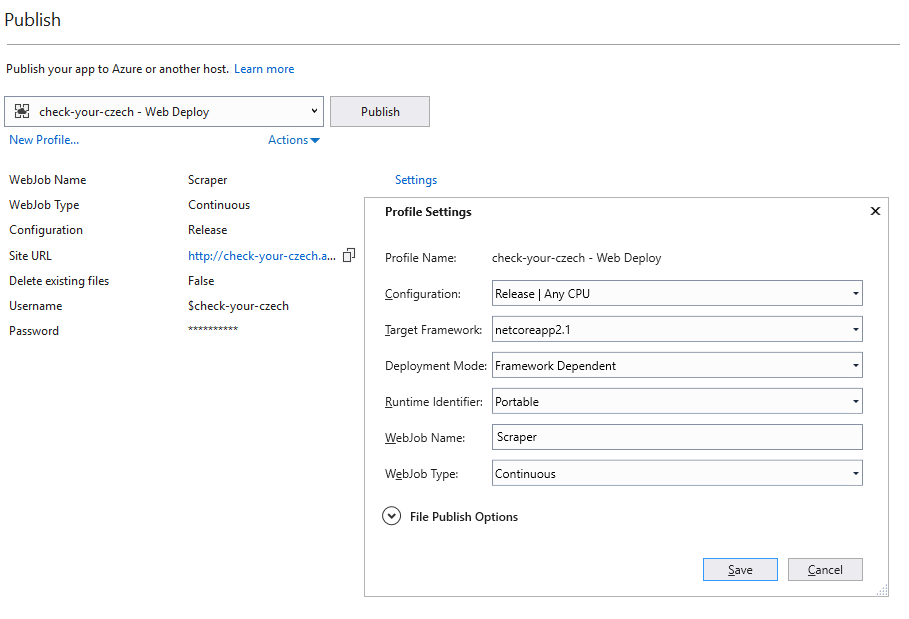 Publish
Publish your app to Azure or another host. Learn more
check-your-czech - Web Deploy
Publish
New Profile...
Actions
WebJob Name Scraper
Settings
WebJob Type Continuous
Configuration Release
Site URL http://check-your-czech.a...
Delete existing files False
Username $check-your-czech
Password **********
Profile Settings
Profile Name: check-your-czech - Web Deploy
Configuration: Release | Any CPU
Target Framework: netcoreapp2.1
Deployment Mode: Framework Dependent
Runtime Identifier: Portable
WebJob Name: Scraper
WebJob Type: Continuous
File Publish Options
Save
Cancel